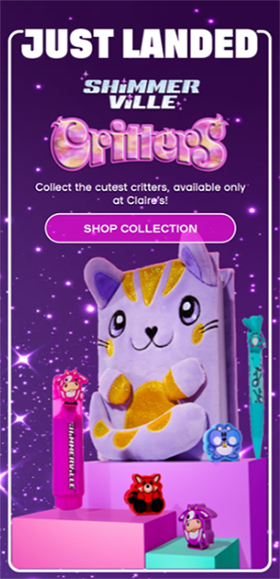 JUST LANDED
SHiMMER
ViLLE
Critters
Collect the cutest critters, available only
at Claire's!
SHOP COLLECTION
SHIMMERVILLE